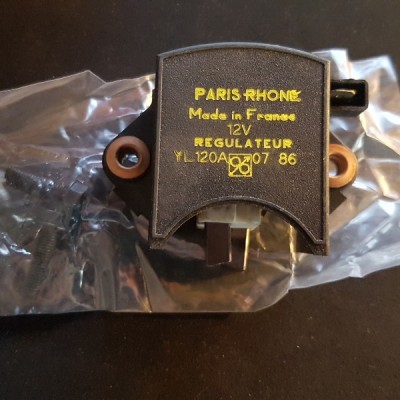 PARIS-RHONE
Made in France
12V
REGULATEUR
YL120A 07 86